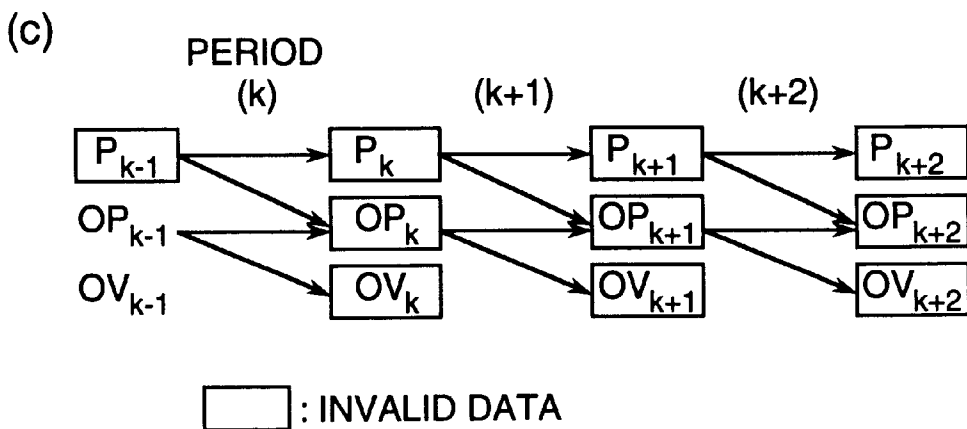 (c)
PERIOD
(k) (k+1) (k+2)
P_{k-1} P_k P_{k+1} P_{k+2}
OP_{k-1} OP_k OP_{k+1} OP_{k+2}
OV_{k-1} OV_k OV_{k+1} OV_{k+2}
: INVALID DATA